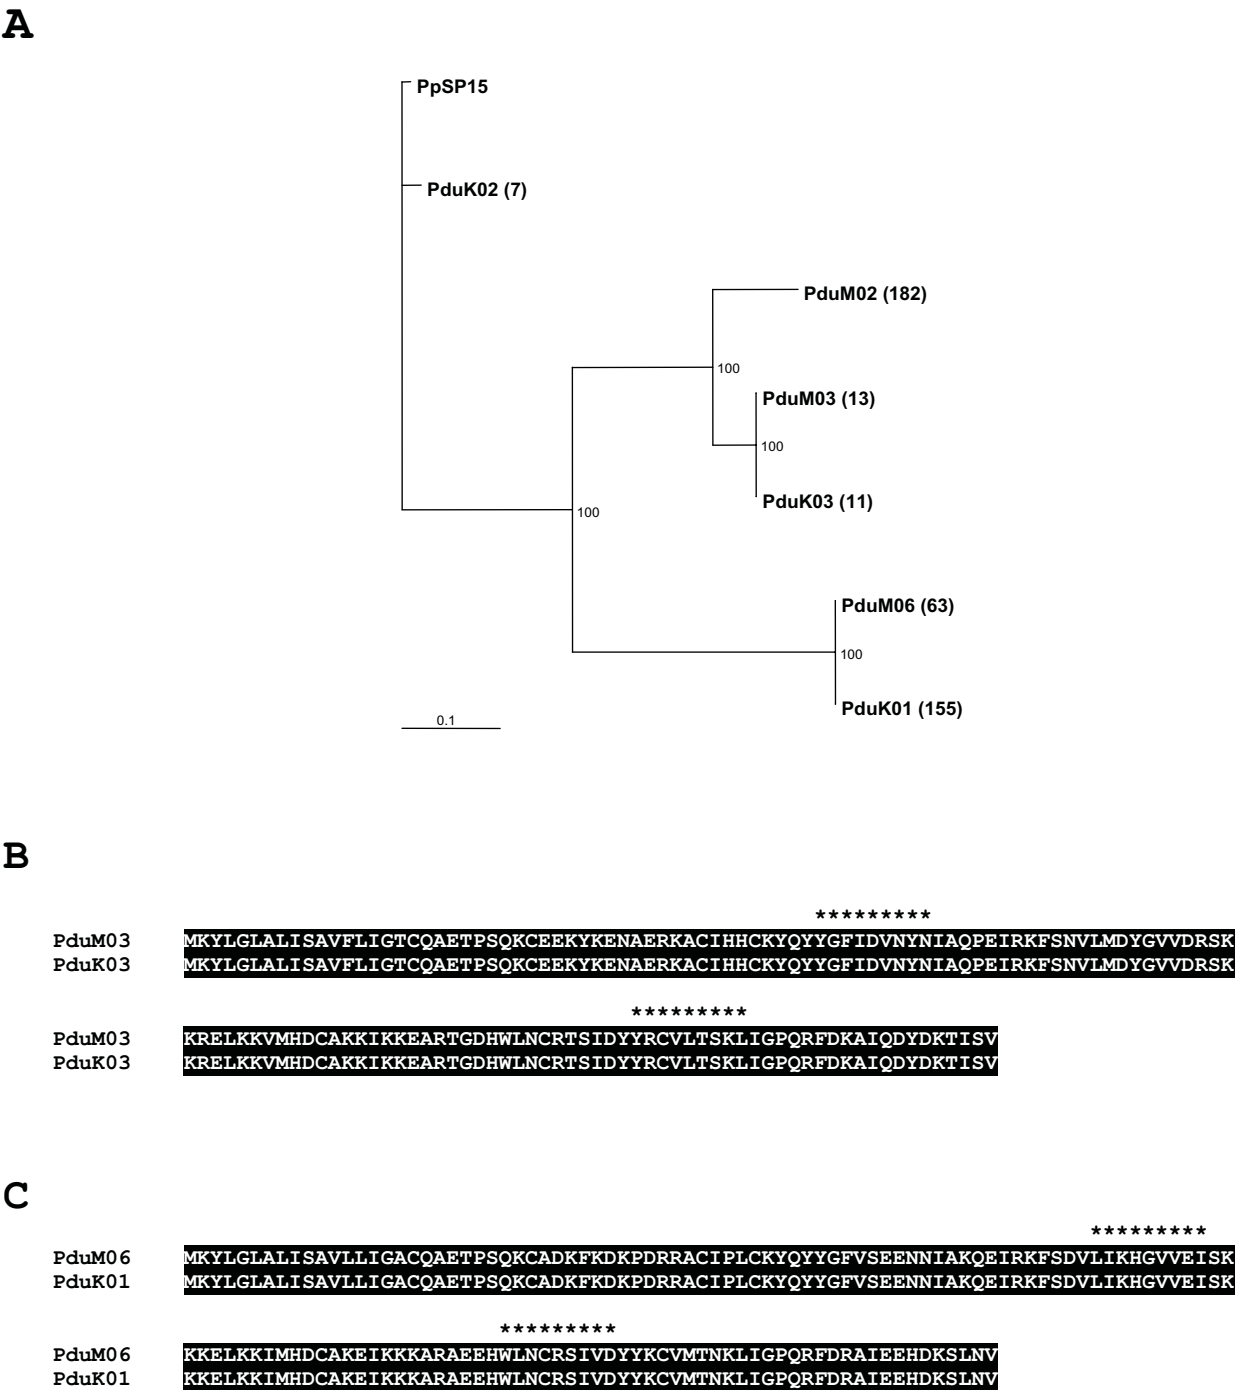 A
PpSP15
PduK02 (7)
PduM02 (182)
100
PduM03 (13)
100
PduK03 (11)
100
PduM06 (63)
100
PduK01 (155)
0.1
B
*********
PduM03 MKYLGLALISAVFLIGTCQAETPSQKCEEKYKENAERKACIHHCKYQYYGFIDVNYNIAQPEIRKFSNVLMDYGVVDRSK
PduK03 MKYLGLALISAVFLIGTCQAETPSQKCEEKYKENAERKACIHHCKYQYYGFIDVNYNIAQPEIRKFSNVLMDYGVVDRSK
*********
PduM03 KRELKKVMHDCAKKIKKEARTGDHWLNCRTSIDYYRCVLTSKLIGPQRFDKAIQDYDKTISV
PduK03 KRELKKVMHDCAKKIKKEARTGDHWLNCRTSIDYYRCVLTSKLIGPQRFDKAIQDYDKTISV
C
*********
PduM06 MKYLGLALISAVLLIGACQAETPSQKCADKFKDKPDRRACIPLCKYQYYGFVSEENNIAKQEIRKFSDVLIKHGVVEISK
PduK01 MKYLGLALISAVLLIGACQAETPSQKCADKFKDKPDRRACIPLCKYQYYGFVSEENNIAKQEIRKFSDVLIKHGVVEISK
*********
PduM06 KKELKKIMHDCAKEIKKKARAEEHWLNCRSIVDYYKCVMTNKLIGPQRFDRAIEEHDKSLNV
PduK01 KKELKKIMHDCAKEIKKKARAEEHWLNCRSIVDYYKCVMTNKLIGPQRFDRAIEEHDKSLNV